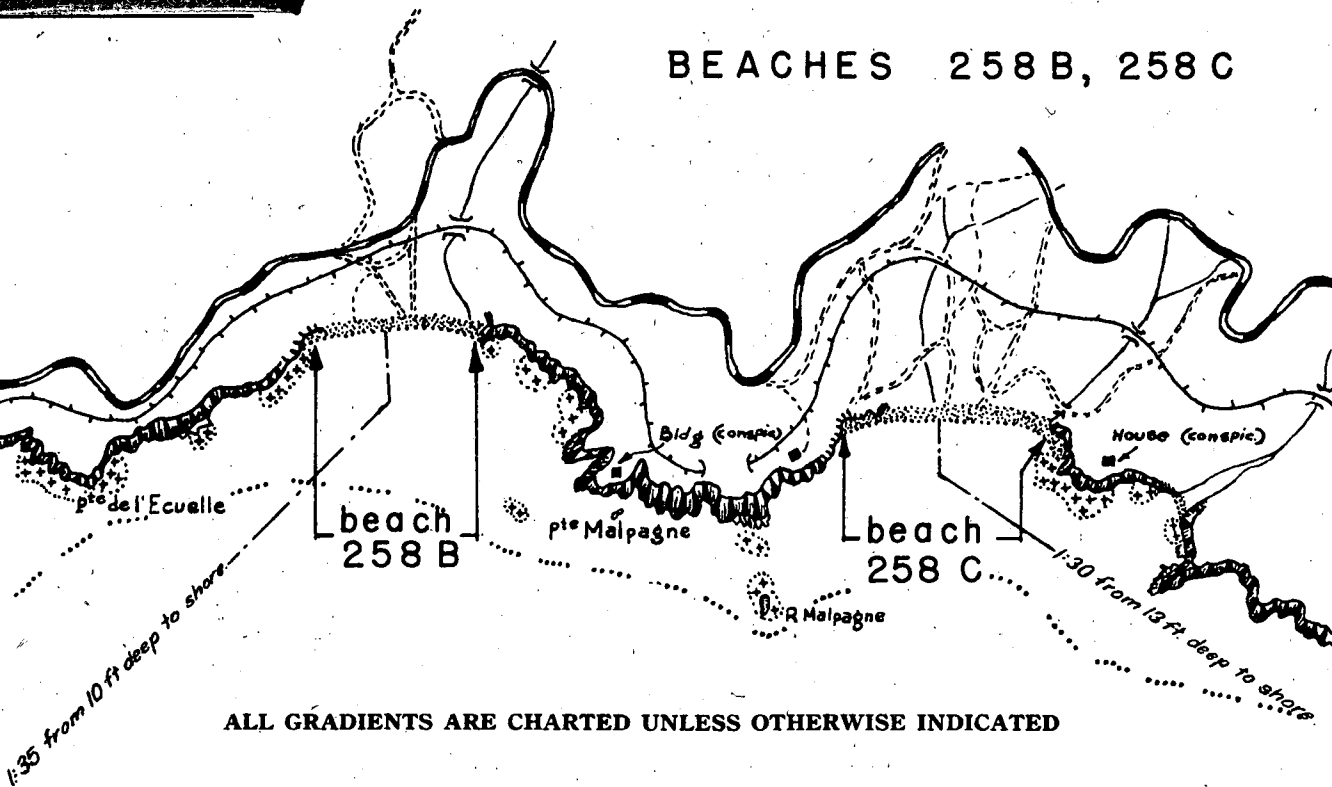 BEACHES 258 B, 258 C
Bldg (conspic)
House (conspic.)
pte de l'Ecuelle
beach
258 B
pte Malpagne
beach
258 C
R Malpagne
1:35 from 10 ft deep to shore
1:30 from 13 ft. deep to shore
ALL GRADIENTS ARE CHARTED UNLESS OTHERWISE INDICATED